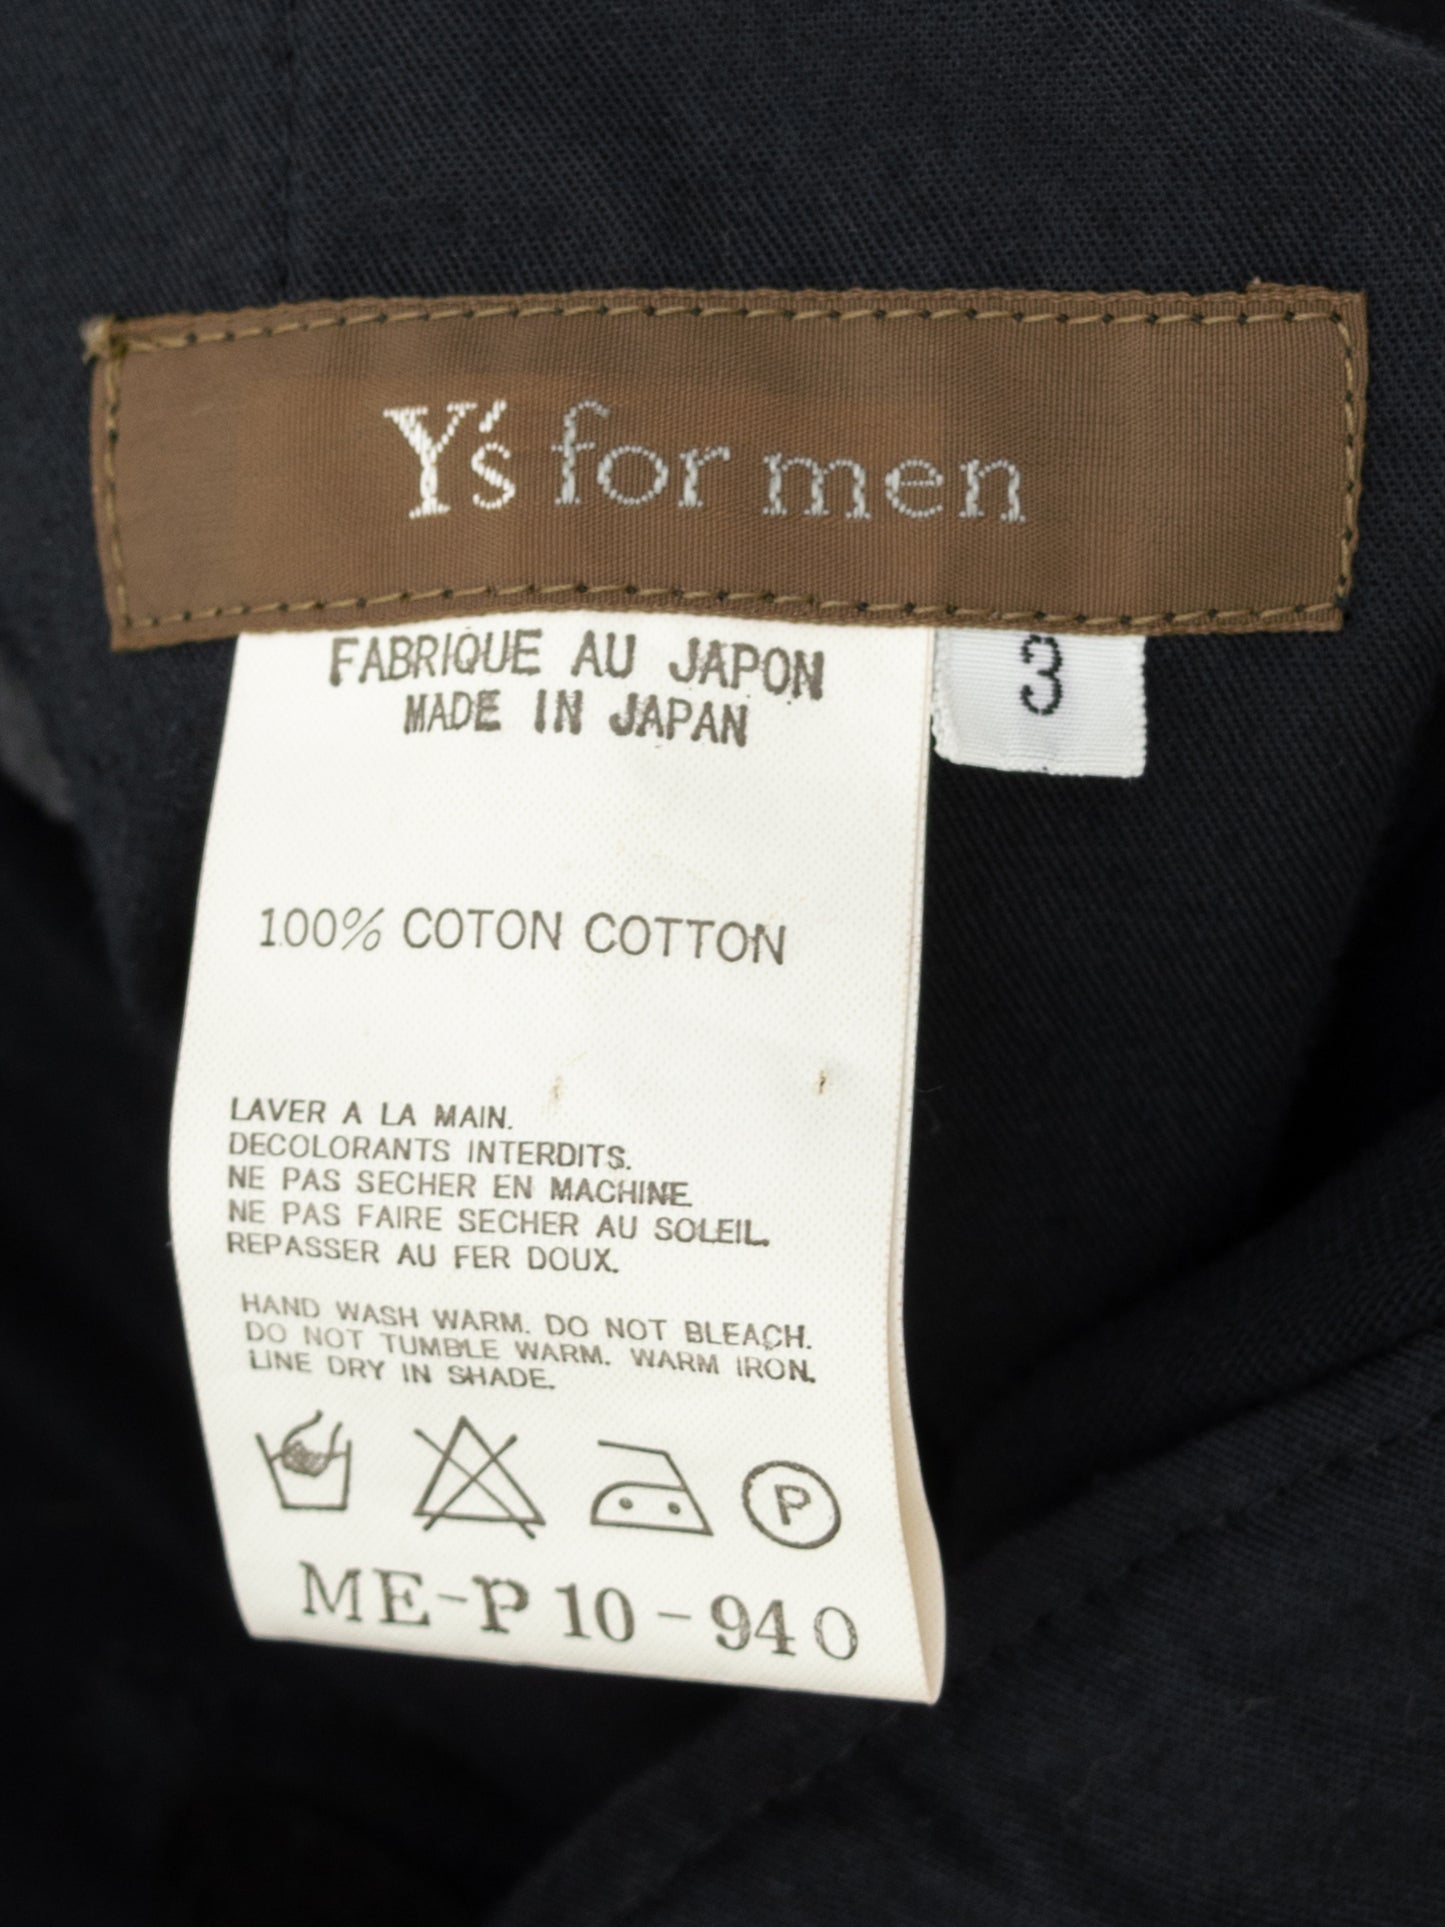 Y's for men
3
FABRIQUE AU JAPON
MADE IN JAPAN
100% COTON COTTON
LAVER A LA MAIN.
DECOLORANTS INTERDITS.
NE PAS SECHER EN MACHINE.
NE PAS FAIRE SECHER AU SOLEIL.
REPASSER AU FER DOUX.
HAND WASH WARM. DO NOT BLEACH.
DO NOT TUMBLE WARM. WARM IRON.
LINE DRY IN SHADE.
P
ME-P10-940